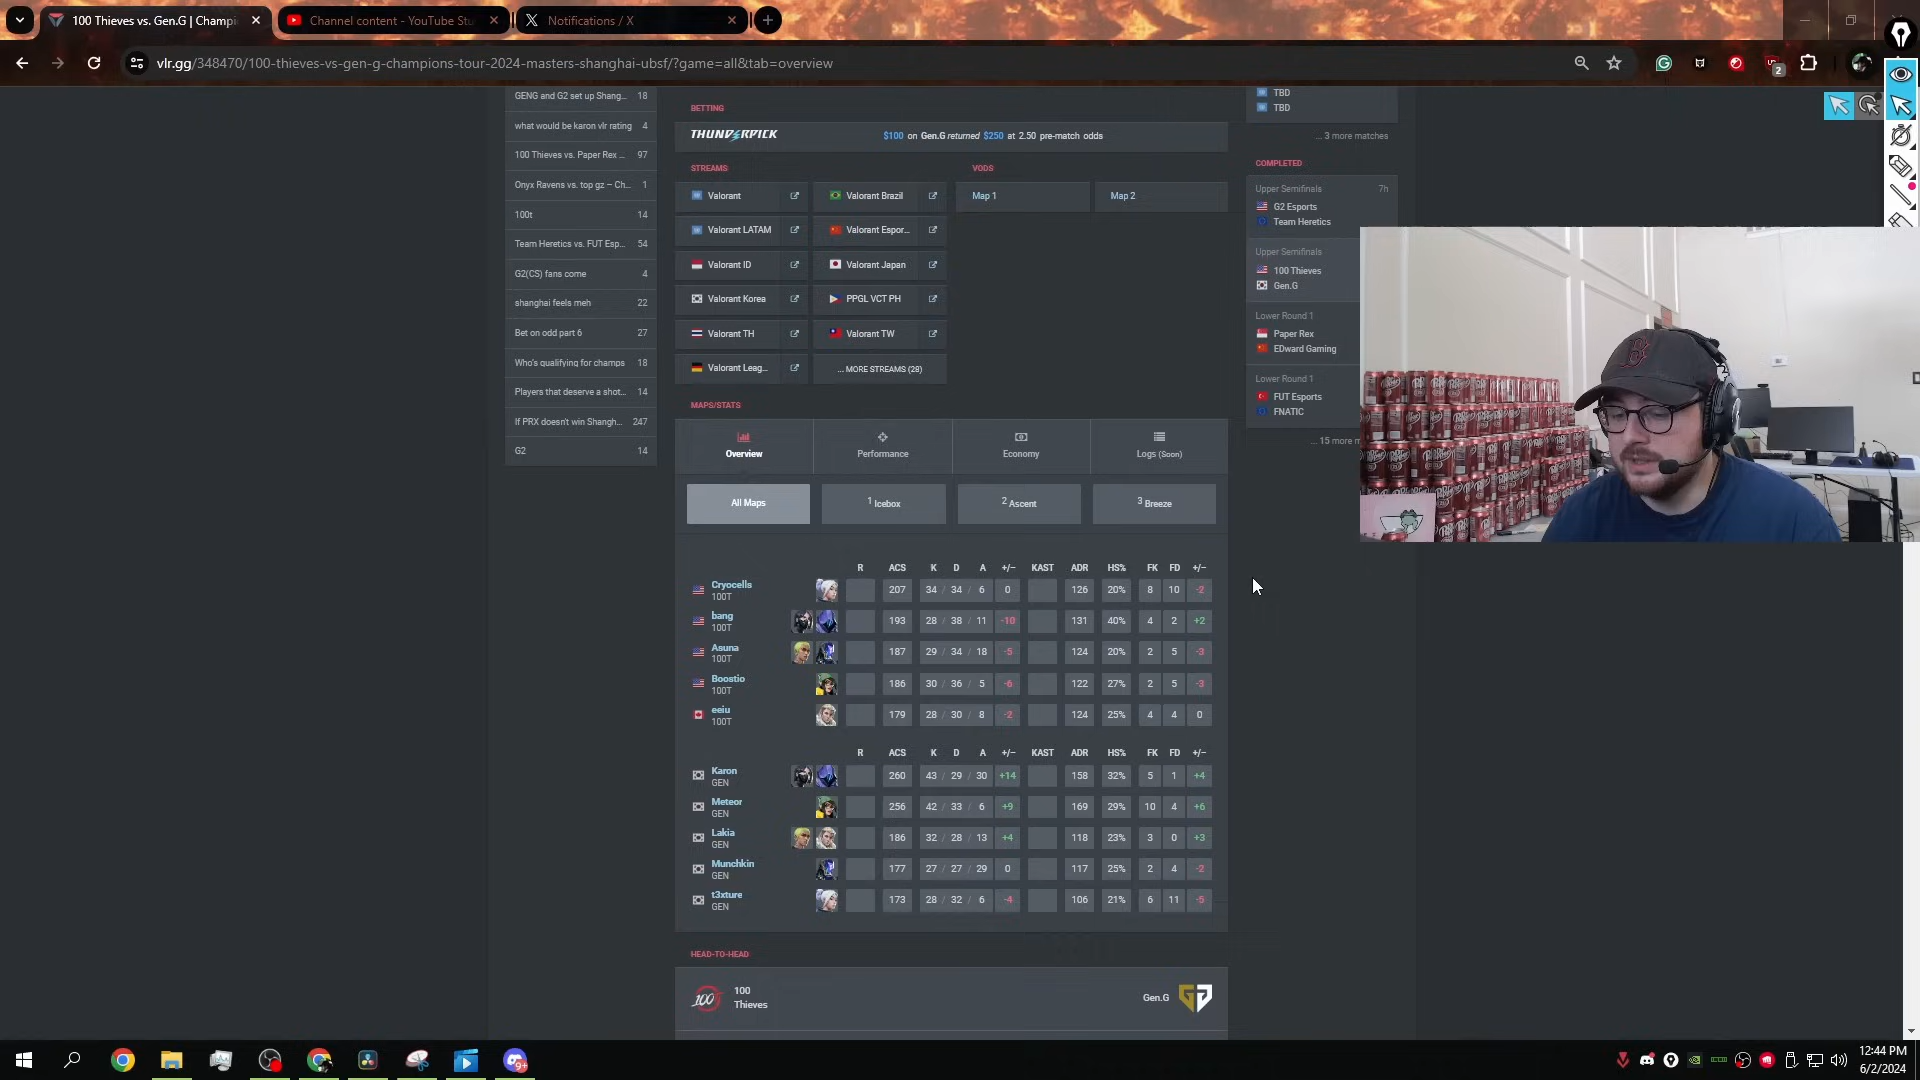 100 Thieves vs. Gen.G | Champi
Channel content - YouTube Stu
Notifications / X
vlr.gg/348470/100-thieves-vs-gen-g-champions-tour-2024-masters-shanghai-ubsf/?game=all&tab=overview
2
GENG and G2 set up Shang... 18
what would be karon vlr rating 4
100 Thieves vs. Paper Rex ... 97
Onyx Ravens vs. top gz – Ch... 1
100t 14
Team Heretics vs. FUT Esp... 54
G2(CS) fans come 4
shanghai feels meh 22
Bet on odd part 6 27
Who's qualifying for champs 18
Players that deserve a shot... 14
If PRX doesn't win Shangh... 247
G2 14
BETTING
THUNDERPICK $100 on Gen.G returned $250 at 2.50 pre-match odds
STREAMS
Valorant
Valorant Brazil
Valorant LATAM
Valorant Espor...
Valorant ID
Valorant Japan
Valorant Korea
PPGL VCT PH
Valorant TH
Valorant TW
Valorant Leag...
... MORE STREAMS (28)
VODS
Map 1
Map 2
MAPS/STATS
Overview
Performance
Economy
Logs (Soon)
All Maps
1 Icebox
2 Ascent
3 Breeze
R ACS K D A +/– KAST ADR HS% FK FD +/–
Cryocells 207 34 / 34 / 6 0 126 20% 8 10 -2
100T
bang 193 28 / 38 / 11 -10 131 40% 4 2 +2
100T
Asuna 187 29 / 34 / 18 -5 124 20% 2 5 -3
100T
Boostio 186 30 / 36 / 5 -6 122 27% 2 5 -3
100T
eeiu 179 28 / 30 / 8 -2 124 25% 4 4 0
100T
R ACS K D A +/– KAST ADR HS% FK FD +/–
Karon 260 43 / 29 / 30 +14 158 32% 5 1 +4
GEN
Meteor 256 42 / 33 / 6 +9 169 29% 10 4 +6
GEN
Lakia 186 32 / 28 / 13 +4 118 23% 3 0 +3
GEN
Munchkin 177 27 / 27 / 29 0 117 25% 2 4 -2
GEN
t3xture 173 28 / 32 / 6 -4 106 21% 6 11 -5
GEN
HEAD-TO-HEAD
100
Thieves
Gen.G
TBD
TBD
... 3 more matches
COMPLETED
Upper Semifinals 7h
G2 Esports
Team Heretics
Upper Semifinals
100 Thieves
Gen.G
Lower Round 1
Paper Rex
EDward Gaming
Lower Round 1
FUT Esports
FNATIC
... 15 more m
B
12:44 PM
6/2/2024